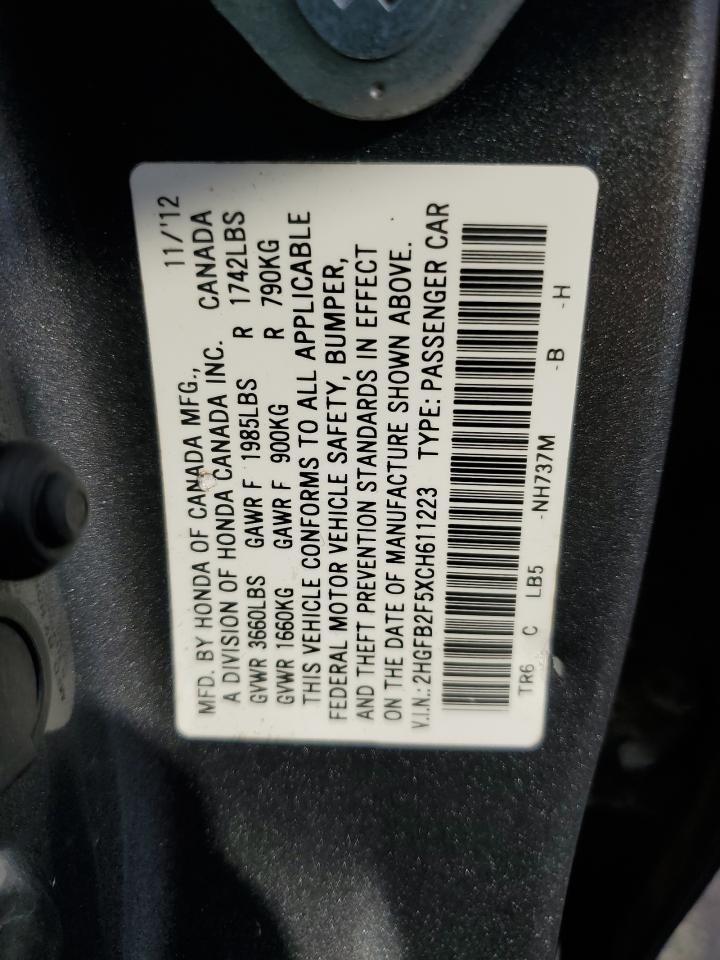 11/'12
MFD. BY HONDA OF CANADA MFG.,
A DIVISION OF HONDA CANADA INC. CANADA
GVWR 3660LBS GAWR F 1985LBS R 1742LBS
GVWR 1660KG GAWR F 900KG R 790KG
THIS VEHICLE CONFORMS TO ALL APPLICABLE
FEDERAL MOTOR VEHICLE SAFETY, BUMPER,
AND THEFT PREVENTION STANDARDS IN EFFECT
ON THE DATE OF MANUFACTURE SHOWN ABOVE.
V.I.N.: 2HGFB2F5XCH611223 TYPE: PASSENGER CAR
TR6 C LB5 -NH737M -B -H